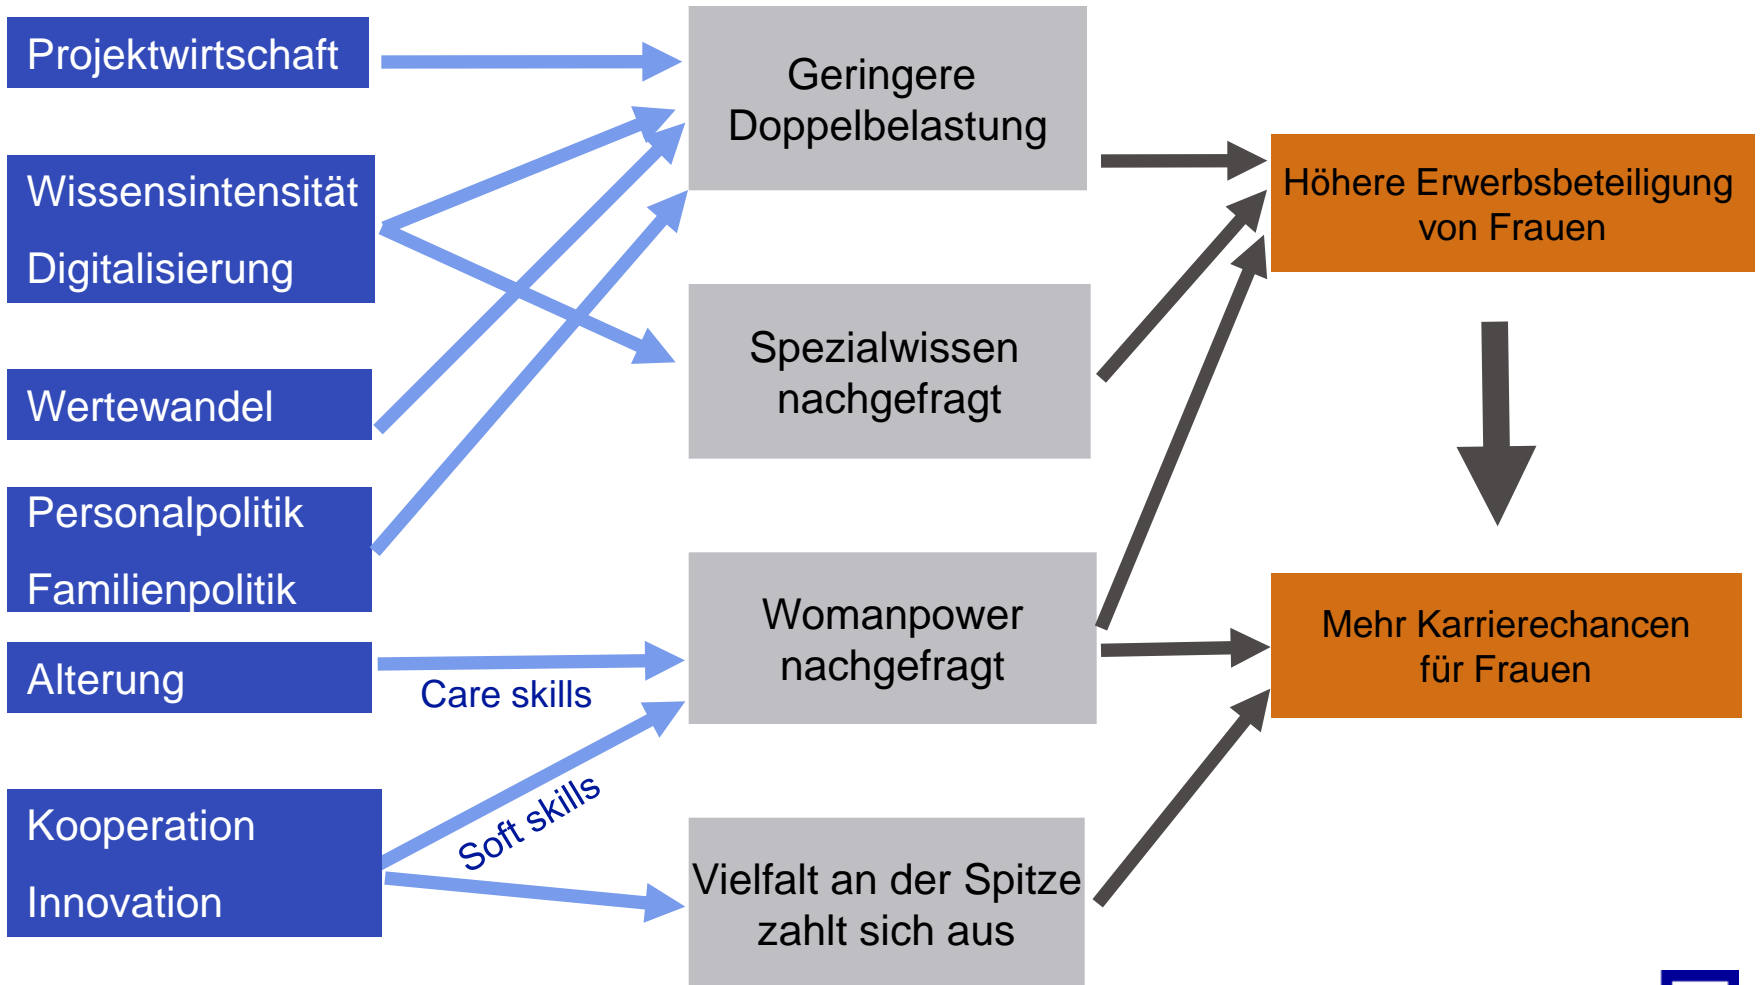 Projektwirtschaft
Wissensintensität
Digitalisierung
Wertewandel
Personalpolitik
Familienpolitik
Alterung
Kooperation
Innovation
Care skills
Soft skills
Geringere
Doppelbelastung
Spezialwissen
nachgefragt
Womanpower
nachgefragt
Vielfalt an der Spitze
zahlt sich aus
Höhere Erwerbsbeteiligung
von Frauen
Mehr Karrierechancen
für Frauen